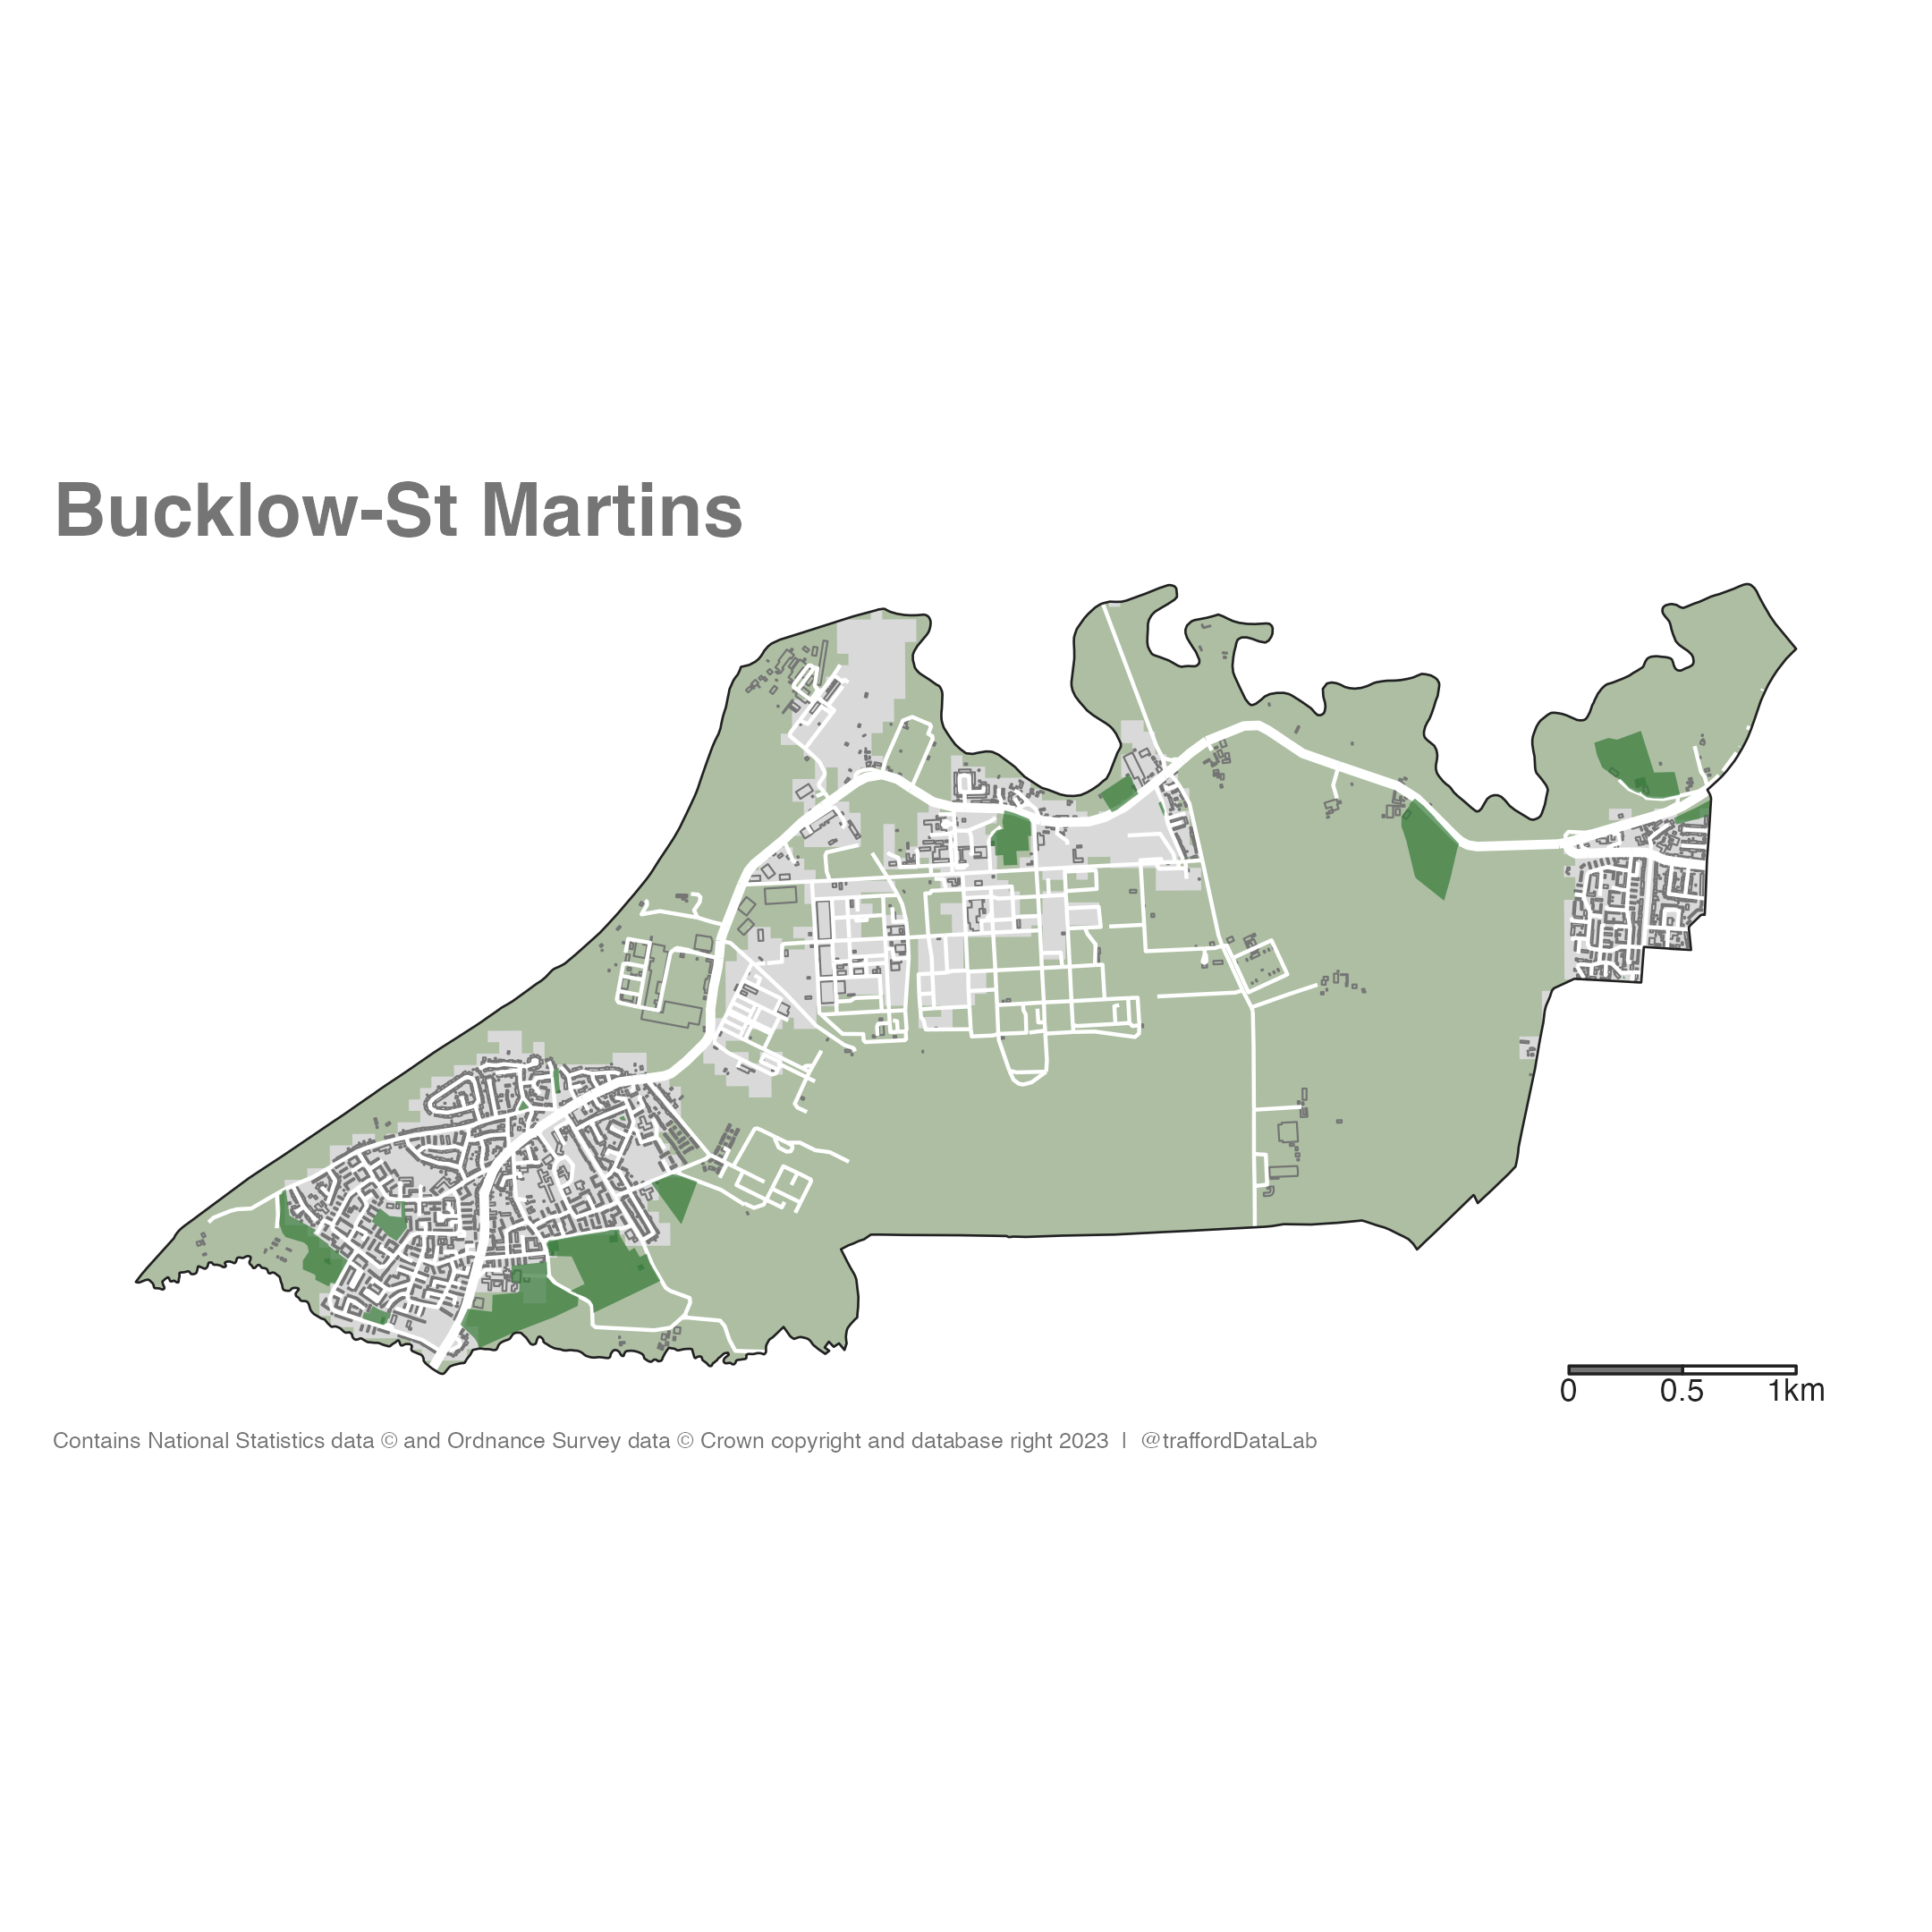 Bucklow-St Martins
0 0.5 1km
Contains National Statistics data © and Ordnance Survey data © Crown copyright and database right 2023 | @traffordDataLab